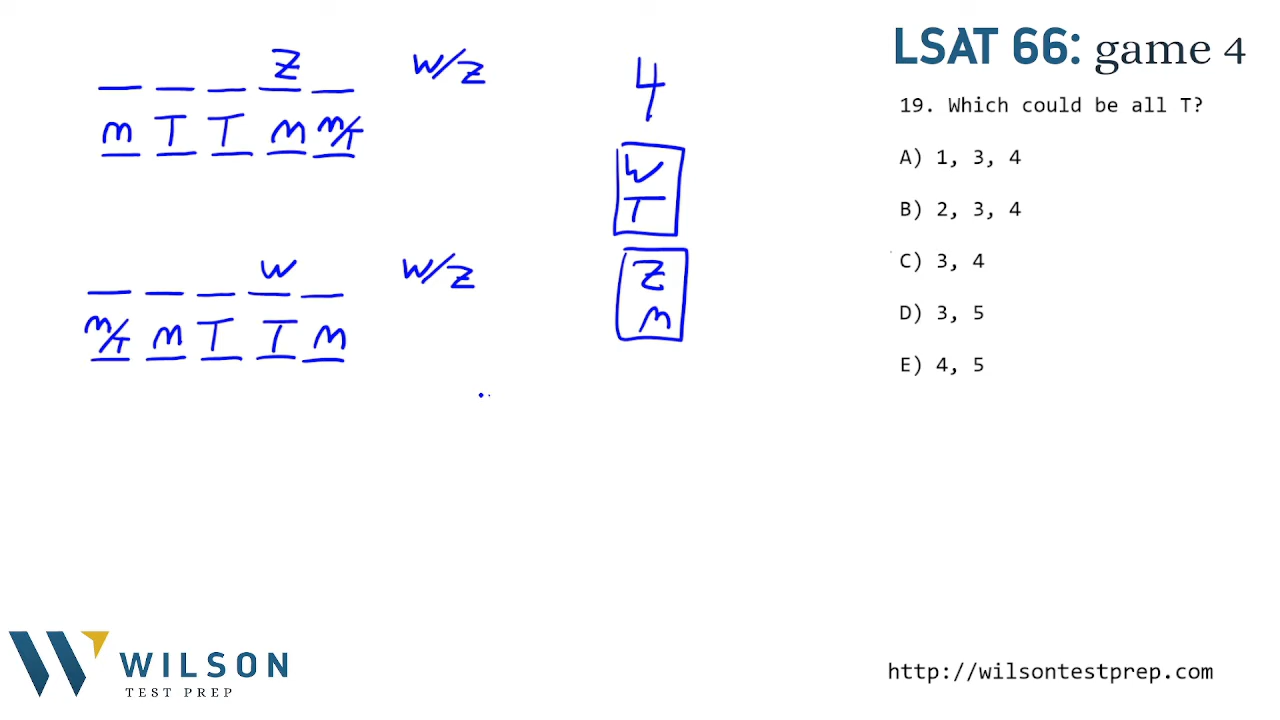 LSAT 66: game 4
Z W/Z
m T T m m/T
W W/Z
m/T m T T m
4
W
T
Z
m
19. Which could be all T?
A) 1, 3, 4
B) 2, 3, 4
C) 3, 4
D) 3, 5
E) 4, 5
WILSON
TEST PREP
http://wilsontestprep.com